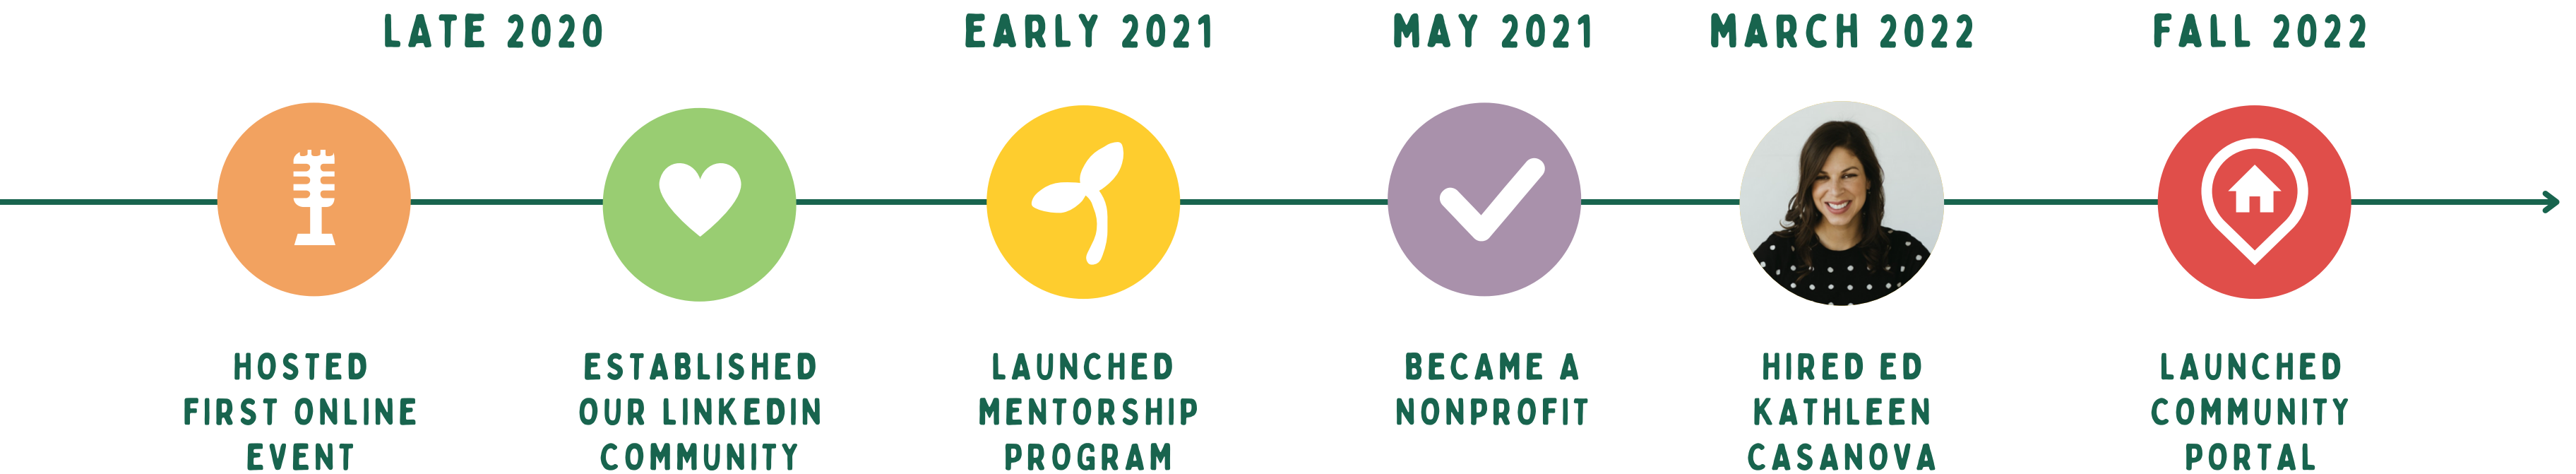 LATE 2020
EARLY 2021
MAY 2021
MARCH 2022
FALL 2022
HOSTED
FIRST ONLINE
EVENT
ESTABLISHED
OUR LINKEDIN
COMMUNITY
LAUNCHED
MENTORSHIP
PROGRAM
BECAME A
NONPROFIT
HIRED ED
KATHLEEN
CASANOVA
LAUNCHED
COMMUNITY
PORTAL